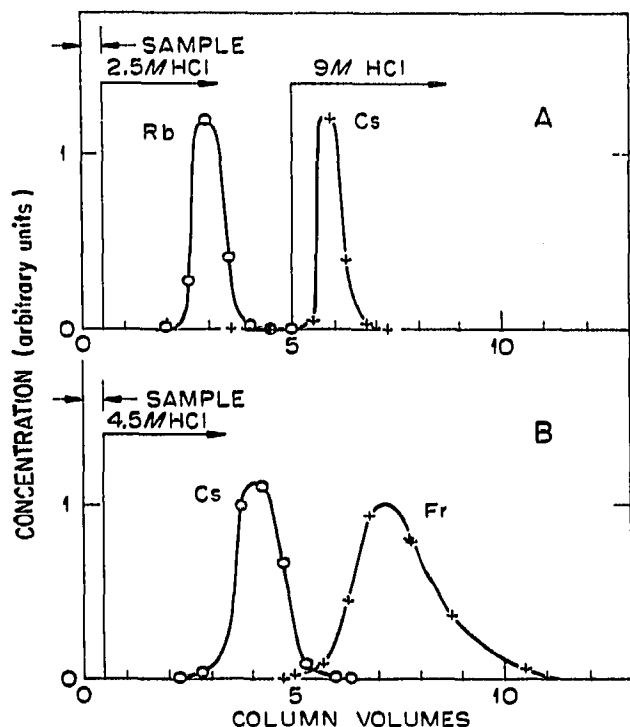 SAMPLE
2.5M HCl
9M HCl
Rb
Cs
A
1
0
0
5
10
SAMPLE
4.5M HCl
B
Cs
Fr
1
0
0
5
10
CONCENTRATION (arbitrary units)
COLUMN VOLUMES